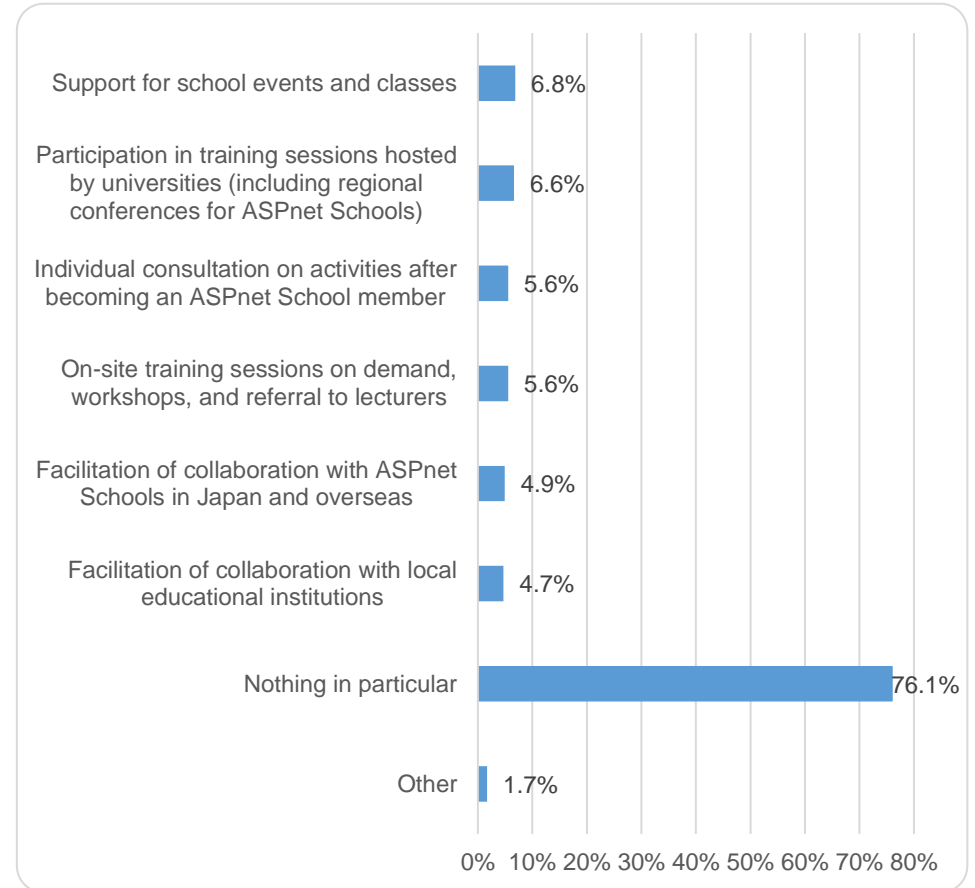 Support for school events and classes
6.8%
Participation in training sessions hosted
by universities (including regional
conferences for ASPnet Schools)
6.6%
Individual consultation on activities after
becoming an ASPnet School member
5.6%
On-site training sessions on demand,
workshops, and referral to lecturers
5.6%
Facilitation of collaboration with ASPnet
Schools in Japan and overseas
4.9%
Facilitation of collaboration with local
educational institutions
4.7%
Nothing in particular
76.1%
Other
1.7%
0% 10% 20% 30% 40% 50% 60% 70% 80%